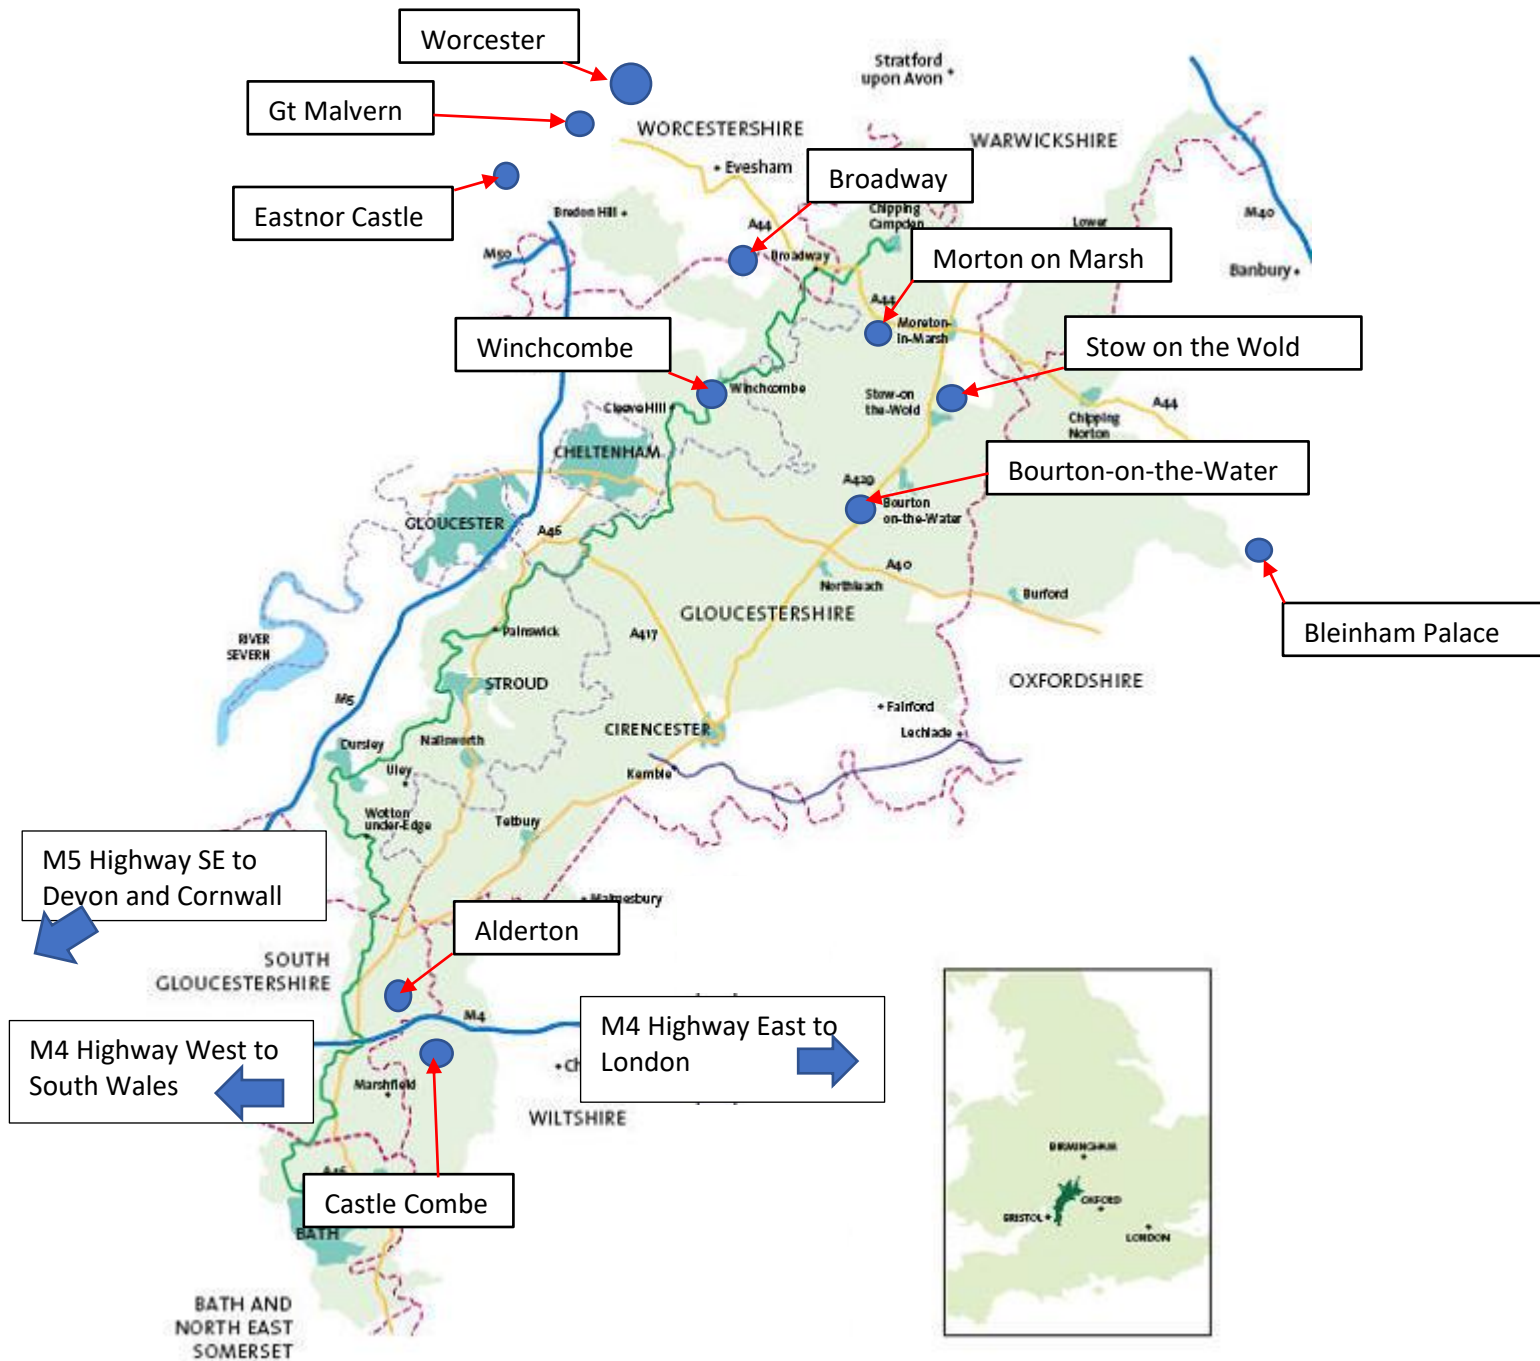 Worcester
Stratford
upon Avon
Gt Malvern
WORCESTERSHIRE
WARWICKSHIRE
Evesham
Broadway
Eastnor Castle
Bredon Hill
Chipping
Campden
Lower
M40
A44
M50
Broadway
Morton on Marsh
Banbury
A44
Moreton-
in-Marsh
Winchcombe
Stow on the Wold
Winchcombe
Stow-on
the-Wold
Cleeve Hill
Chipping
Norton
A44
CHELTENHAM
Bourton-on-the-Water
A429
Bourton
on-the-Water
GLOUCESTER
A46
A40
Northleach
Burford
GLOUCESTERSHIRE
Bleinham Palace
Painswick
A417
RIVER
SEVERN
STROUD
OXFORDSHIRE
M5
Fairford
CIRENCESTER
Lechlade
Dursley
Nailsworth
Uley
Kemble
Wotton
under-Edge
Tetbury
M5 Highway SE to
Devon and Cornwall
Malmesbury
Alderton
SOUTH
GLOUCESTERSHIRE
M4
M4 Highway East to
London
M4 Highway West to
South Wales
Ch
Marshfield
WILTSHIRE
BIRMINGHAM
A46
Castle Combe
OXFORD
BRISTOL
LONDON
BATH
BATH AND
NORTH EAST
SOMERSET